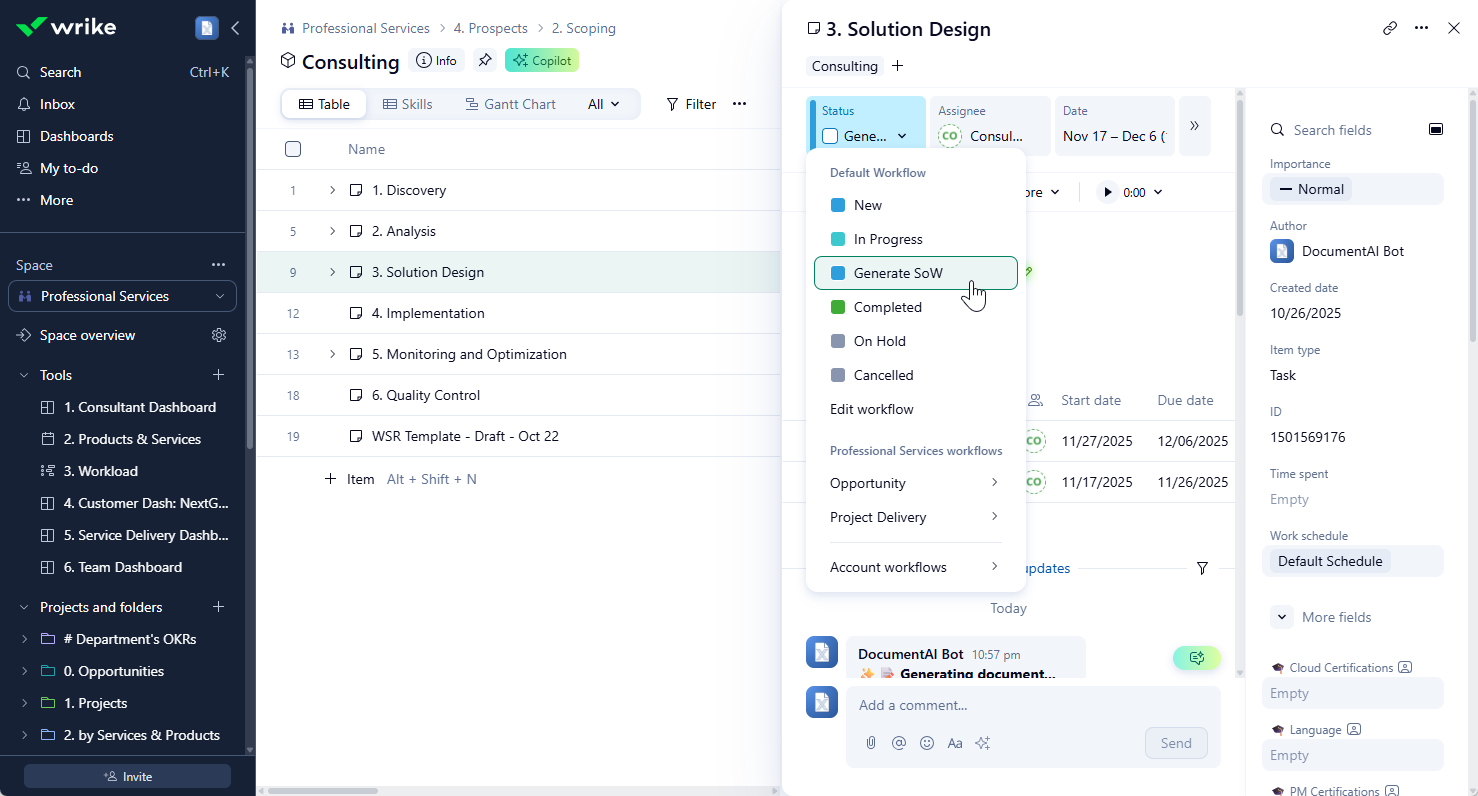 wrike
Search Ctrl+K
Inbox
Dashboards
My to-do
More
Space
Professional Services
Space overview
Tools
1. Consultant Dashboard
2. Products & Services
3. Workload
4. Customer Dash: NextG...
5. Service Delivery Dashb...
6. Team Dashboard
Projects and folders
# Department's OKRs
0. Opportunities
1. Projects
2. by Services & Products
Invite
Professional Services > 4. Prospects > 2. Scoping
Consulting Info Copilot
Table Skills Gantt Chart All Filter
Name
1 1. Discovery
5 2. Analysis
9 3. Solution Design
12 4. Implementation
13 5. Monitoring and Optimization
18 6. Quality Control
19 WSR Template - Draft - Oct 22
+ Item Alt + Shift + N
3. Solution Design
Consulting +
Status Assignee Date
Gene... CO Consul... Nov 17 – Dec 6 (
0:00
Default Workflow
New
In Progress
Generate SoW
Completed
On Hold
Cancelled
Edit workflow
Professional Services workflows
Opportunity
Project Delivery
Account workflows
Start date Due date
CO 11/27/2025 12/06/2025
CO 11/17/2025 11/26/2025
updates
Today
DocumentAI Bot 10:57 pm
Generating document...
Add a comment...
Aa Send
Search fields
Importance
Normal
Author
DocumentAI Bot
Created date
10/26/2025
Item type
Task
ID
1501569176
Time spent
Empty
Work schedule
Default Schedule
More fields
Cloud Certifications
Empty
Language
Empty
PM Certifications